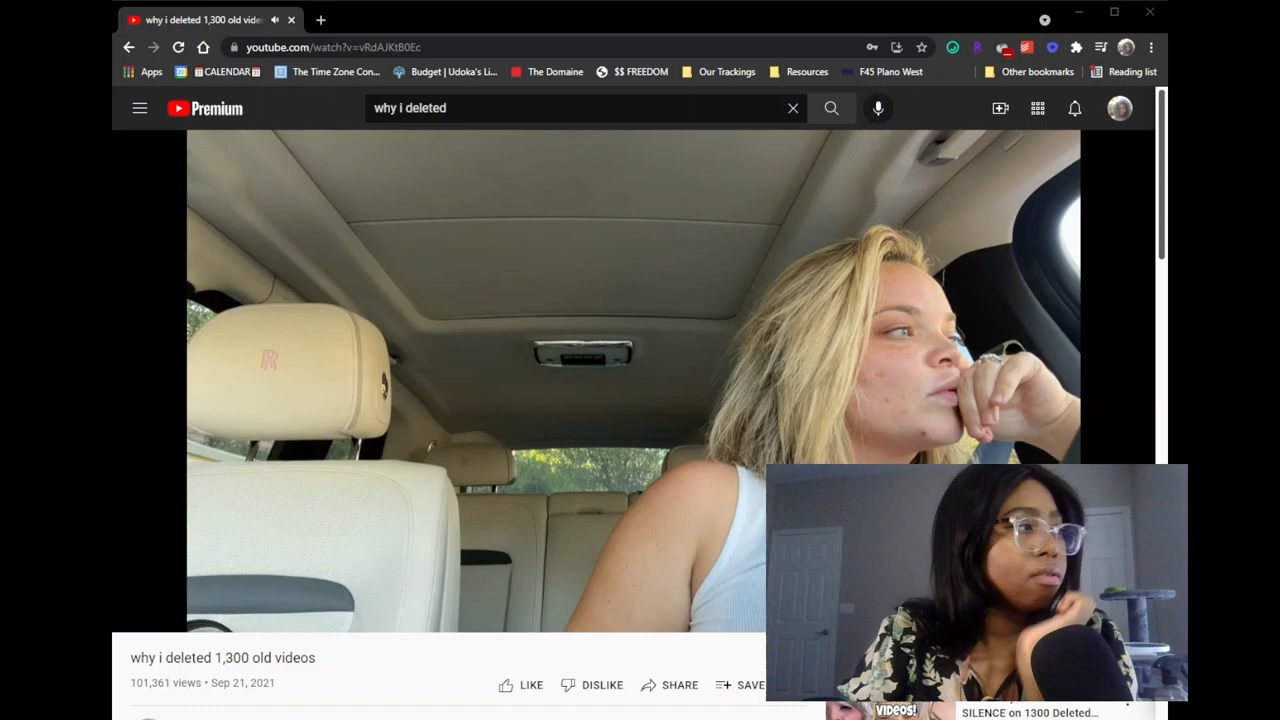 why i deleted 1,300 old vide
youtube.com/watch?v=vRdAJKtB0Ec
Apps
CALENDAR
The Time Zone Con...
Budget | Udoka's Li...
The Domaine
$$ FREEDOM
Our Trackings
Resources
F45 Plano West
Other bookmarks
Reading list
Premium
why i deleted
RR
why i deleted 1,300 old videos
101,361 views • Sep 21, 2021
LIKE
DISLIKE
SHARE
SAVE
VIDEOS!
SILENCE on 1300 Deleted...